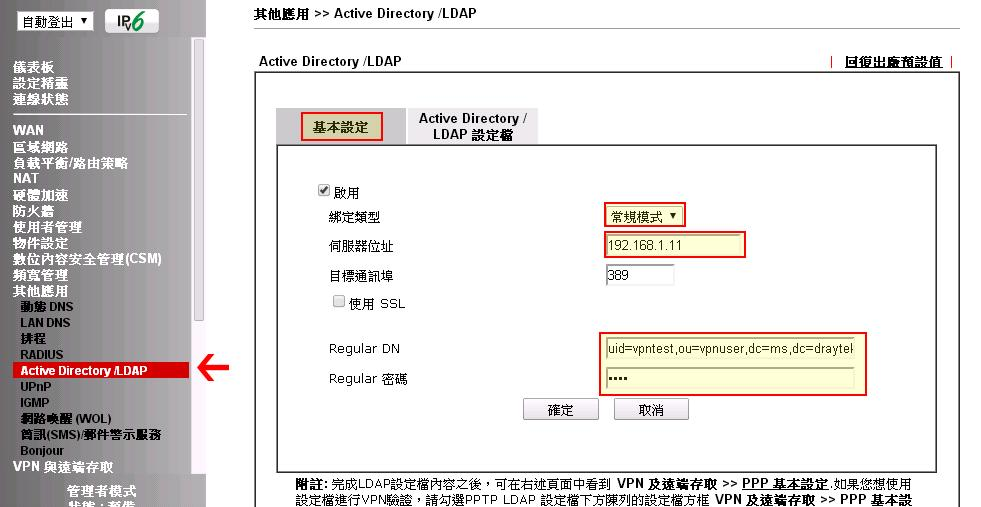 自動登出 ▼
IPv6
儀表板
設定精靈
連線狀態
WAN
區域網路
負載平衡/路由策略
NAT
硬體加速
防火牆
使用者管理
物件設定
數位內容安全管理(CSM)
頻寬管理
其他應用
動態 DNS
LAN DNS
排程
RADIUS
Active Directory /LDAP
UPnP
IGMP
網路喚醒 (WOL)
簡訊(SMS)/郵件警示服務
Bonjour
VPN 與遠端存取
管理者模式
其他應用 >> Active Directory /LDAP
Active Directory /LDAP
| 回復出廠預設值 |
基本設定
Active Directory /
LDAP 設定檔
啟用
綁定類型
常規模式 ▼
伺服器位址
192.168.1.11
目標通訊埠
389
使用 SSL
Regular DN
uid=vpntest,ou=vpnuser,dc=ms,dc=draytel
Regular 密碼
••••
確定
取消
附註: 完成LDAP設定檔內容之後，可在右述頁面中看到 VPN 及遠端存取 >> PPP 基本設定.如果您想使用
設定檔進行VPN驗證，請勾選PPTP LDAP 設定檔下方陳列的設定檔方框 VPN 及遠端存取 >> PPP 基本設